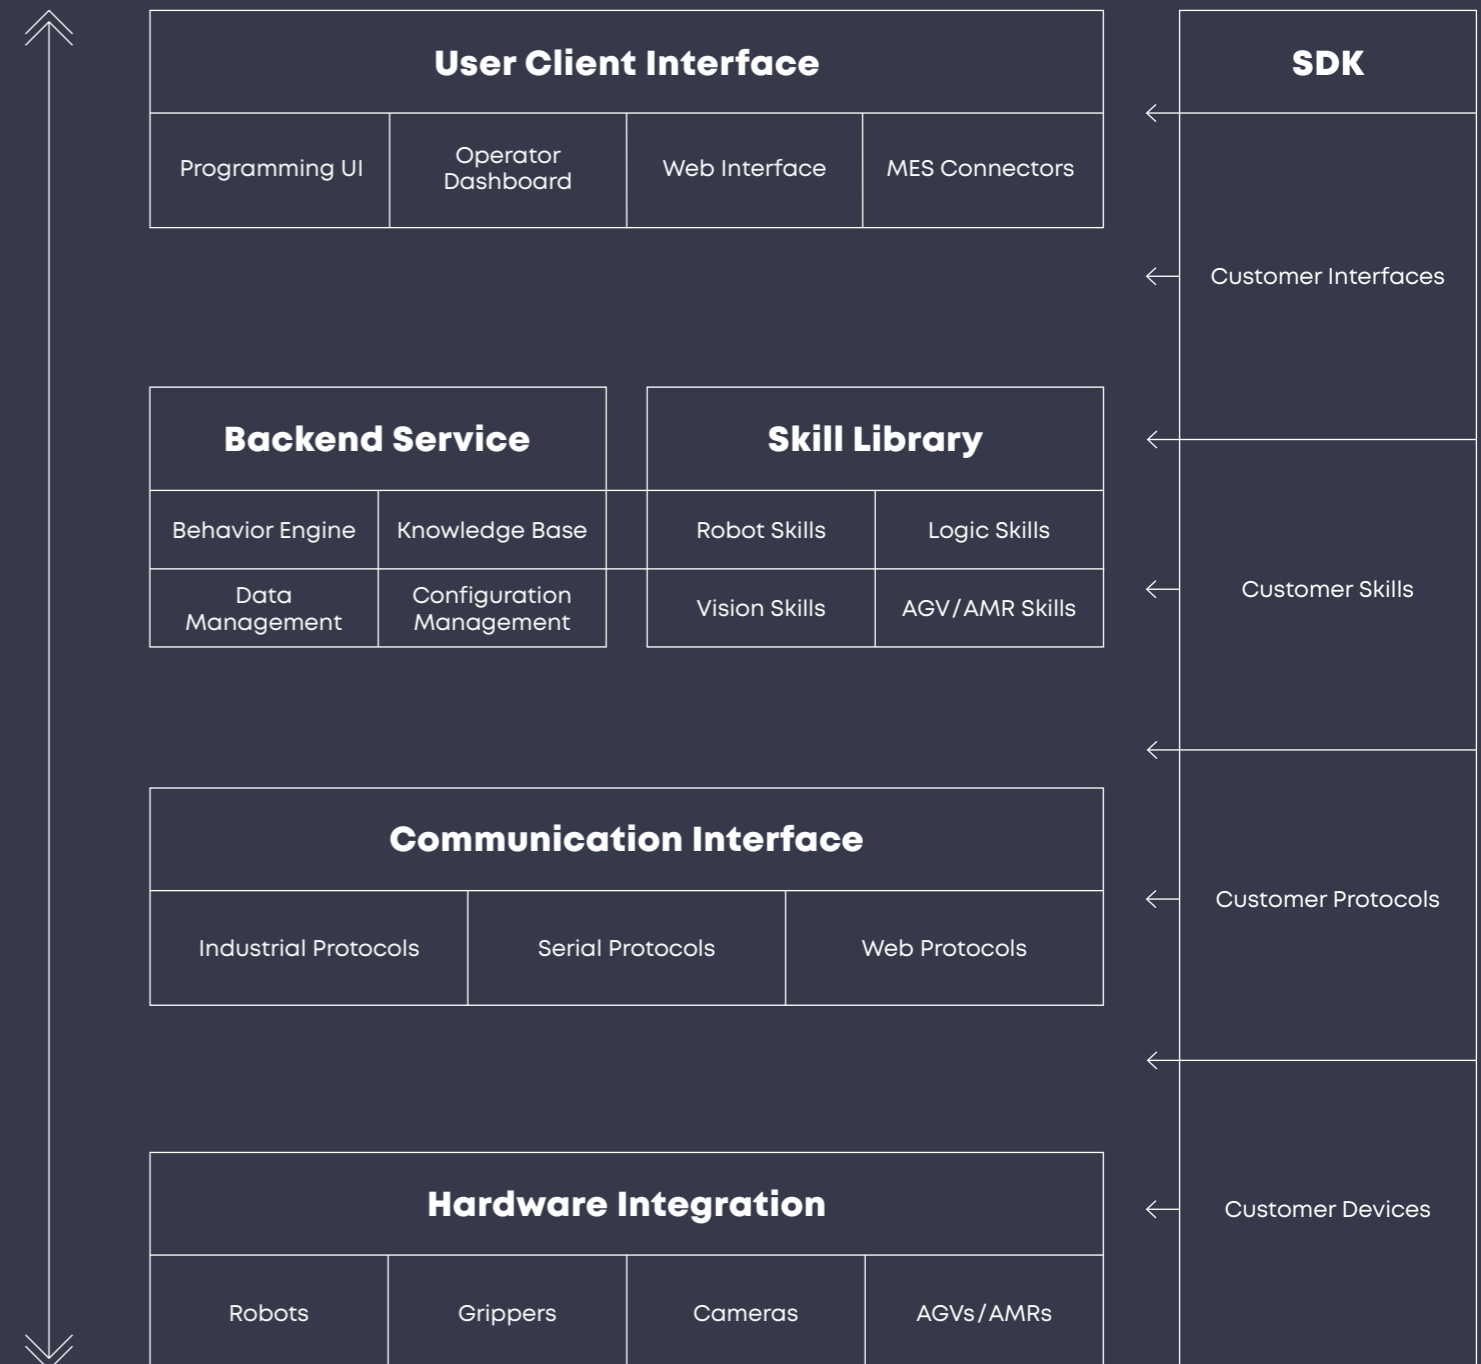 User Client Interface
SDK
Programming UI
Operator
Dashboard
Web Interface
MES Connectors
Customer Interfaces
Backend Service
Skill Library
Behavior Engine
Knowledge Base
Robot Skills
Logic Skills
Data
Management
Configuration
Management
Vision Skills
AGV/AMR Skills
Customer Skills
Communication Interface
Customer Protocols
Industrial Protocols
Serial Protocols
Web Protocols
Hardware Integration
Customer Devices
Robots
Grippers
Cameras
AGVs/AMRs